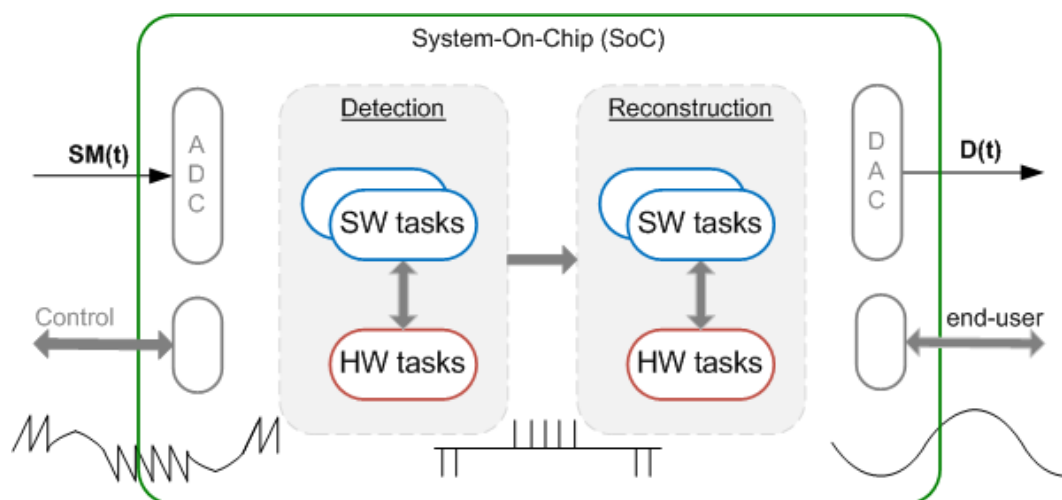 System-On-Chip (SoC)
Detection
Reconstruction
A
D
C
D
A
C
SM(t)
D(t)
SW tasks
SW tasks
Control
end-user
HW tasks
HW tasks